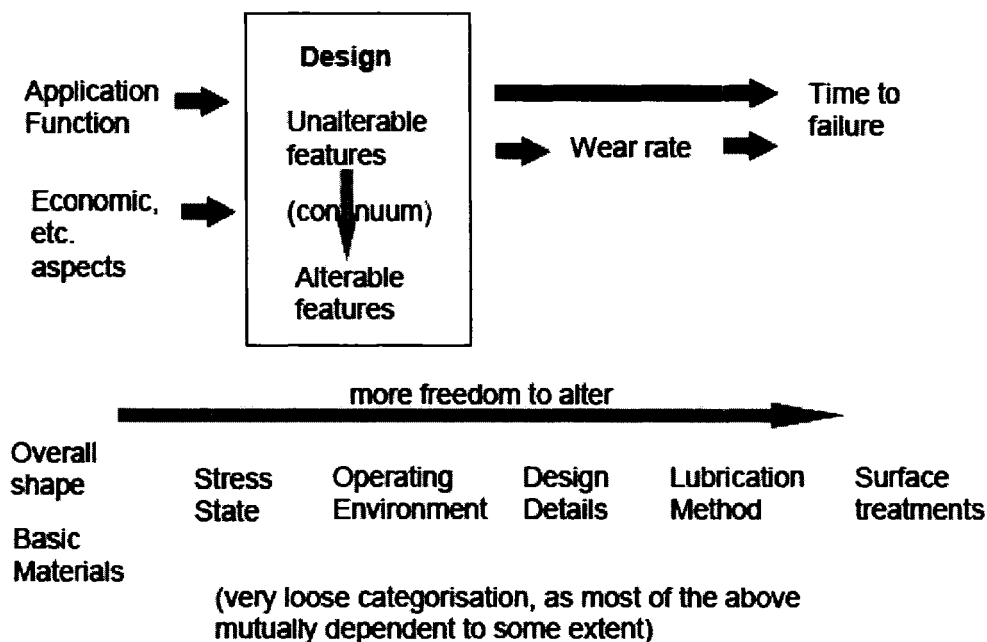 Design
Application
Function
Unalterable
features
(continuum)
Alterable
features
Economic,
etc.
aspects
Wear rate
Time to
failure
more freedom to alter
Overall
shape
Basic
Materials
Stress
State
Operating
Environment
Design
Details
Lubrication
Method
Surface
treatments
(very loose categorisation, as most of the above
mutually dependent to some extent)